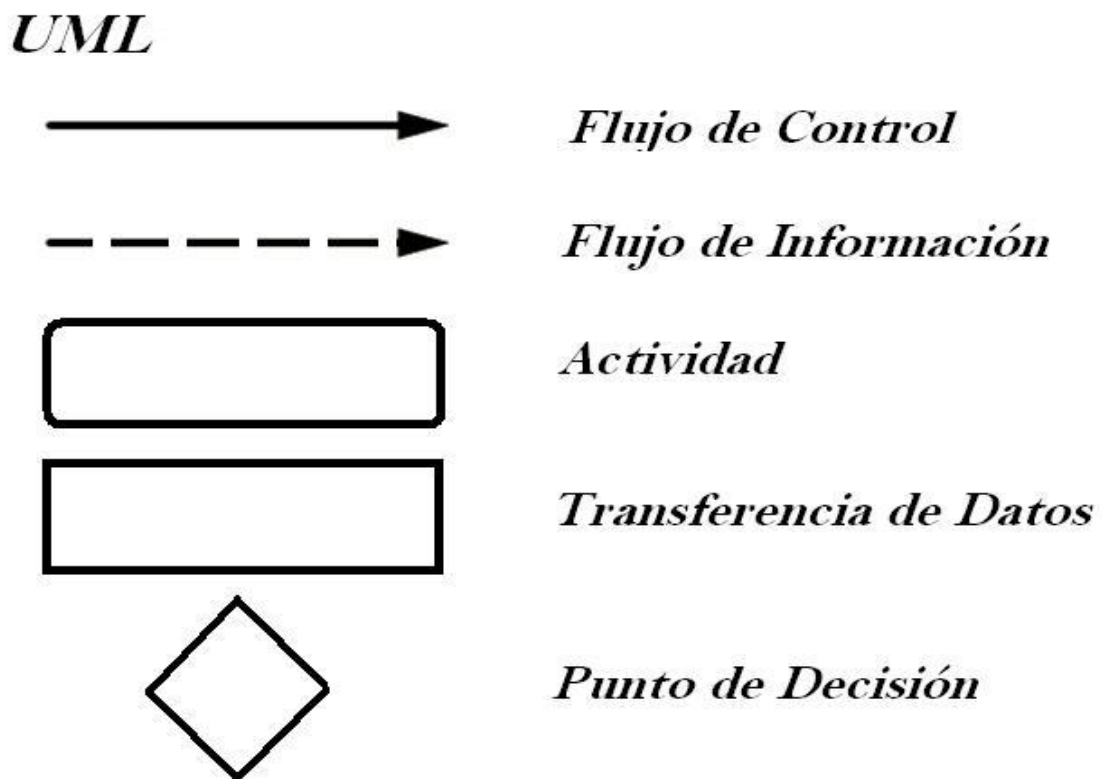 UML
Flujo de Control
Flujo de Información
Actividad
Transferencia de Datos
Punto de Decisión